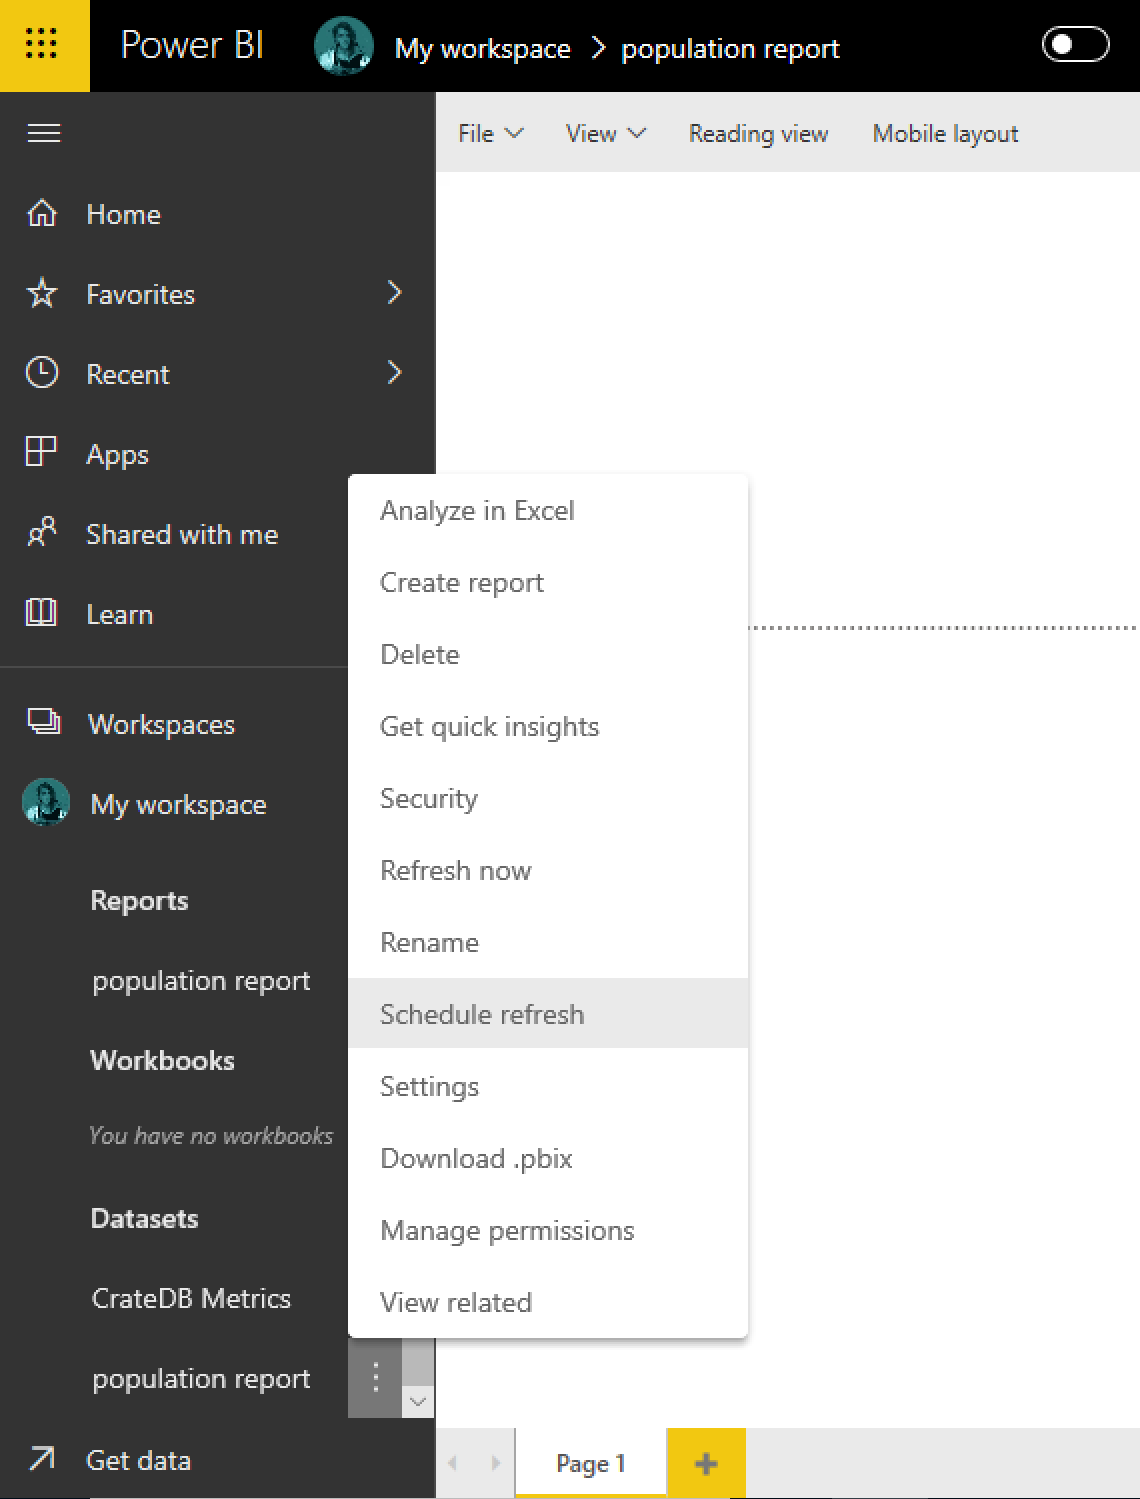 Power BI
My workspace > population report
File
View
Reading view
Mobile layout
Home
Favorites
Recent
Apps
Shared with me
Learn
Workspaces
My workspace
Reports
population report
Workbooks
You have no workbooks
Datasets
CrateDB Metrics
population report
Get data
Analyze in Excel
Create report
Delete
Get quick insights
Security
Refresh now
Rename
Schedule refresh
Settings
Download .pbix
Manage permissions
View related
Page 1